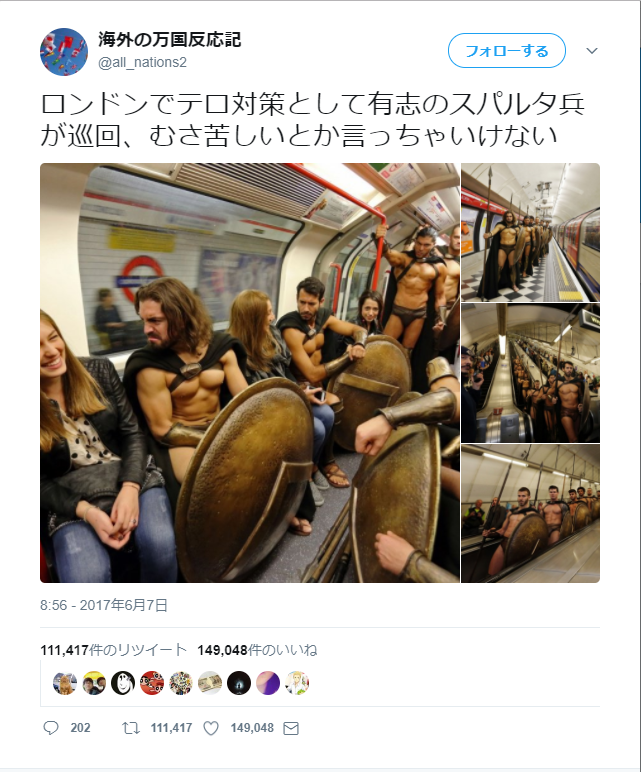 海外の万国反応記
@all_nations2
フォローする
ロンドンでテロ対策として有志のスパルタ兵
が巡回、むさ苦しいとか言っちゃいけない
8:56 - 2017年6月7日
111,417件のリツイート 149,048件のいいね
202 111,417 149,048